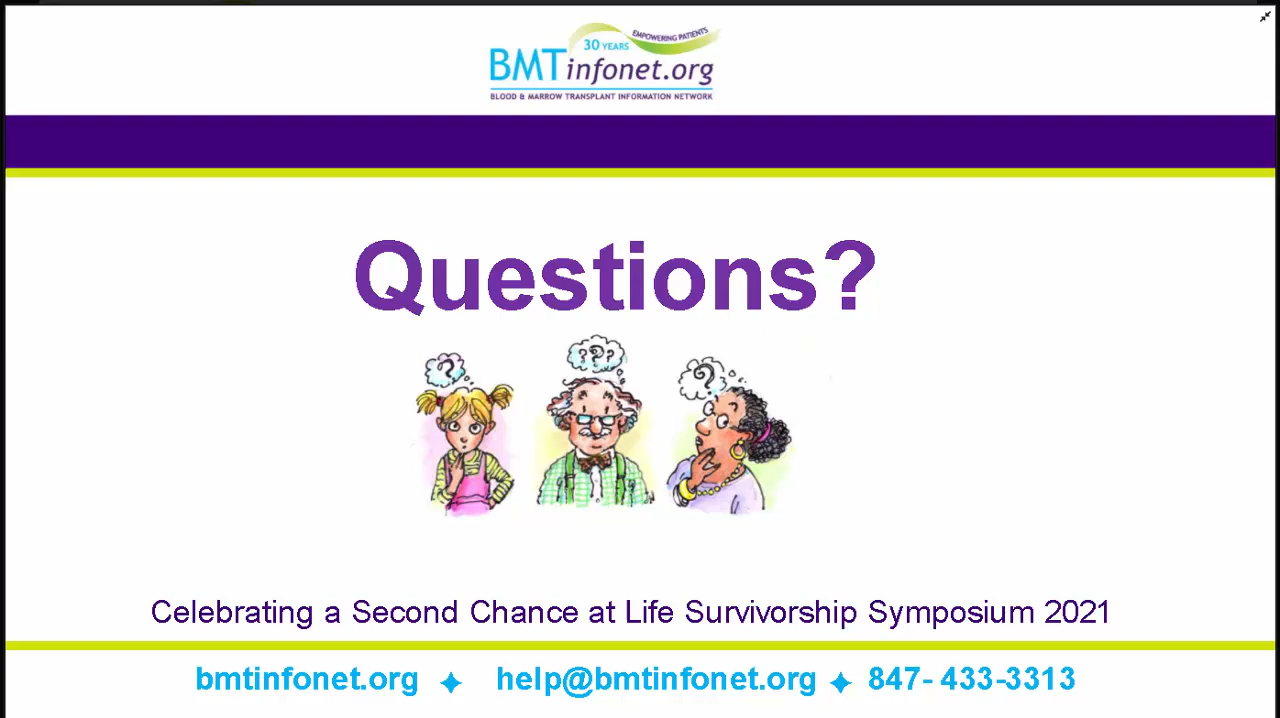 EMPOWERING PATIENTS
30 YEARS
BMTinfonet.org
BLOOD & MARROW TRANSPLANT INFORMATION NETWORK
Questions?
? ??? ?
Celebrating a Second Chance at Life Survivorship Symposium 2021
bmtinfonet.org ✦ help@bmtinfonet.org ✦ 847- 433-3313